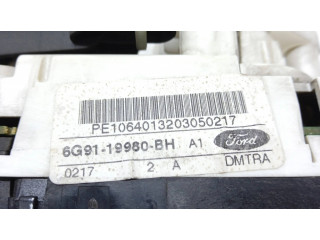 PE1064013203050217
6G91-19980-BH A1
Ford
0217 2 A DMTRA